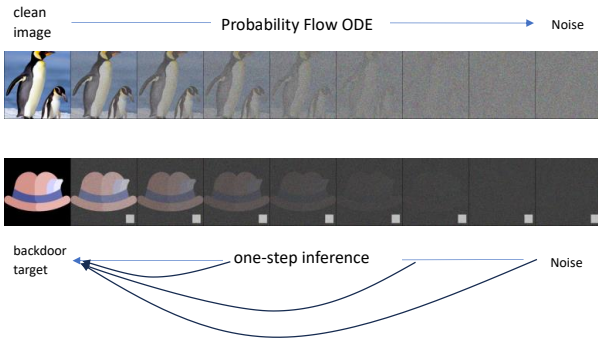 clean
image
Probability Flow ODE
Noise
backdoor
target
one-step inference
Noise